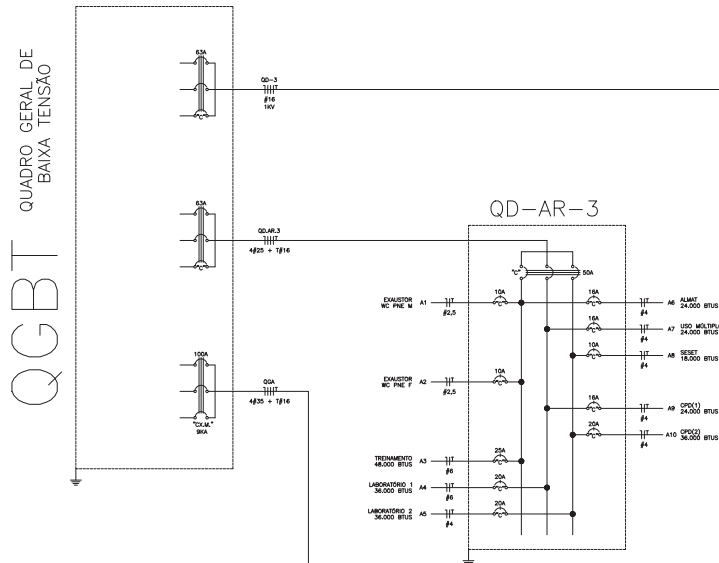 QGBT
QUADRO GERAL DE
BAIXA TENSÃO
63A
"C"
QD-3
T
#16
1KV
63A
"C"
QD.AR.3
T
4#25 + T#16
100A
"CX.M."
9KA
QGA
T
4#35 + T#16
QD-AR-3
"C"
50A
EXAUSTOR
WC PNE M
A1
T
#2,5
10A
EXAUSTOR
WC PNE F
A2
T
#2,5
10A
TREINAMENTO
48.000 BTUS
A3
T
#6
25A
LABORATÓRIO 1
36.000 BTUS
A4
T
#6
20A
LABORATÓRIO 2
36.000 BTUS
A5
T
#4
20A
16A
T
#4
A6
ALMAT
24.000 BTUS
16A
T
#4
A7
USO MÚLTIPLO
24.000 BTUS
10A
T
#4
A8
SESET
18.000 BTUS
16A
T
#4
A9
CPD(1)
24.000 BTUS
20A
T
#4
A10
CPD(2)
36.000 BTUS